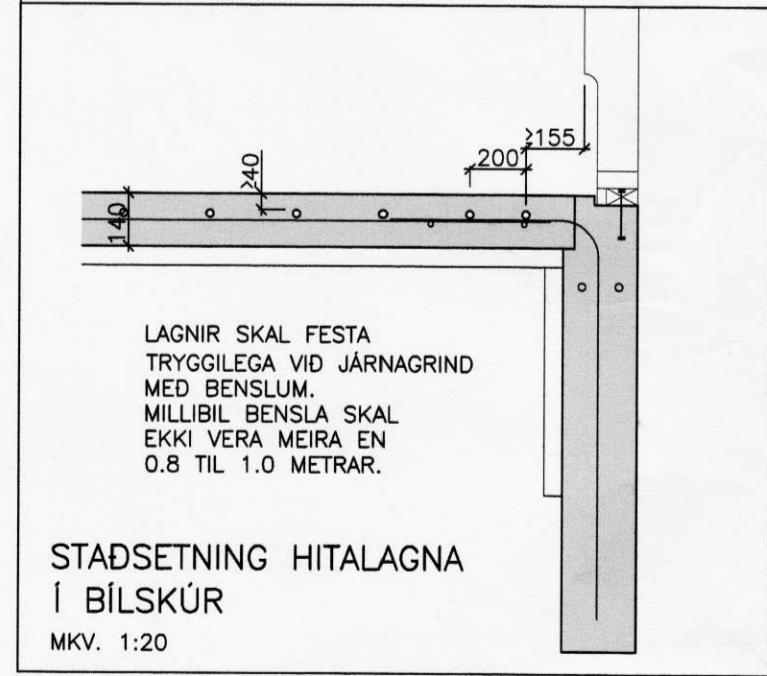 ≥155
200
≥40
140
LAGNIR SKAL FESTA
TRYGGILEGA VIÐ JÁRNAGRIND
MEÐ BENSLUM.
MILLIBIL BENSLA SKAL
EKKI VERA MEIRA EN
0.8 TIL 1.0 METRAR.
STAÐSETNING HITALAGNA
Í BÍLSKÚR
MKV. 1:20